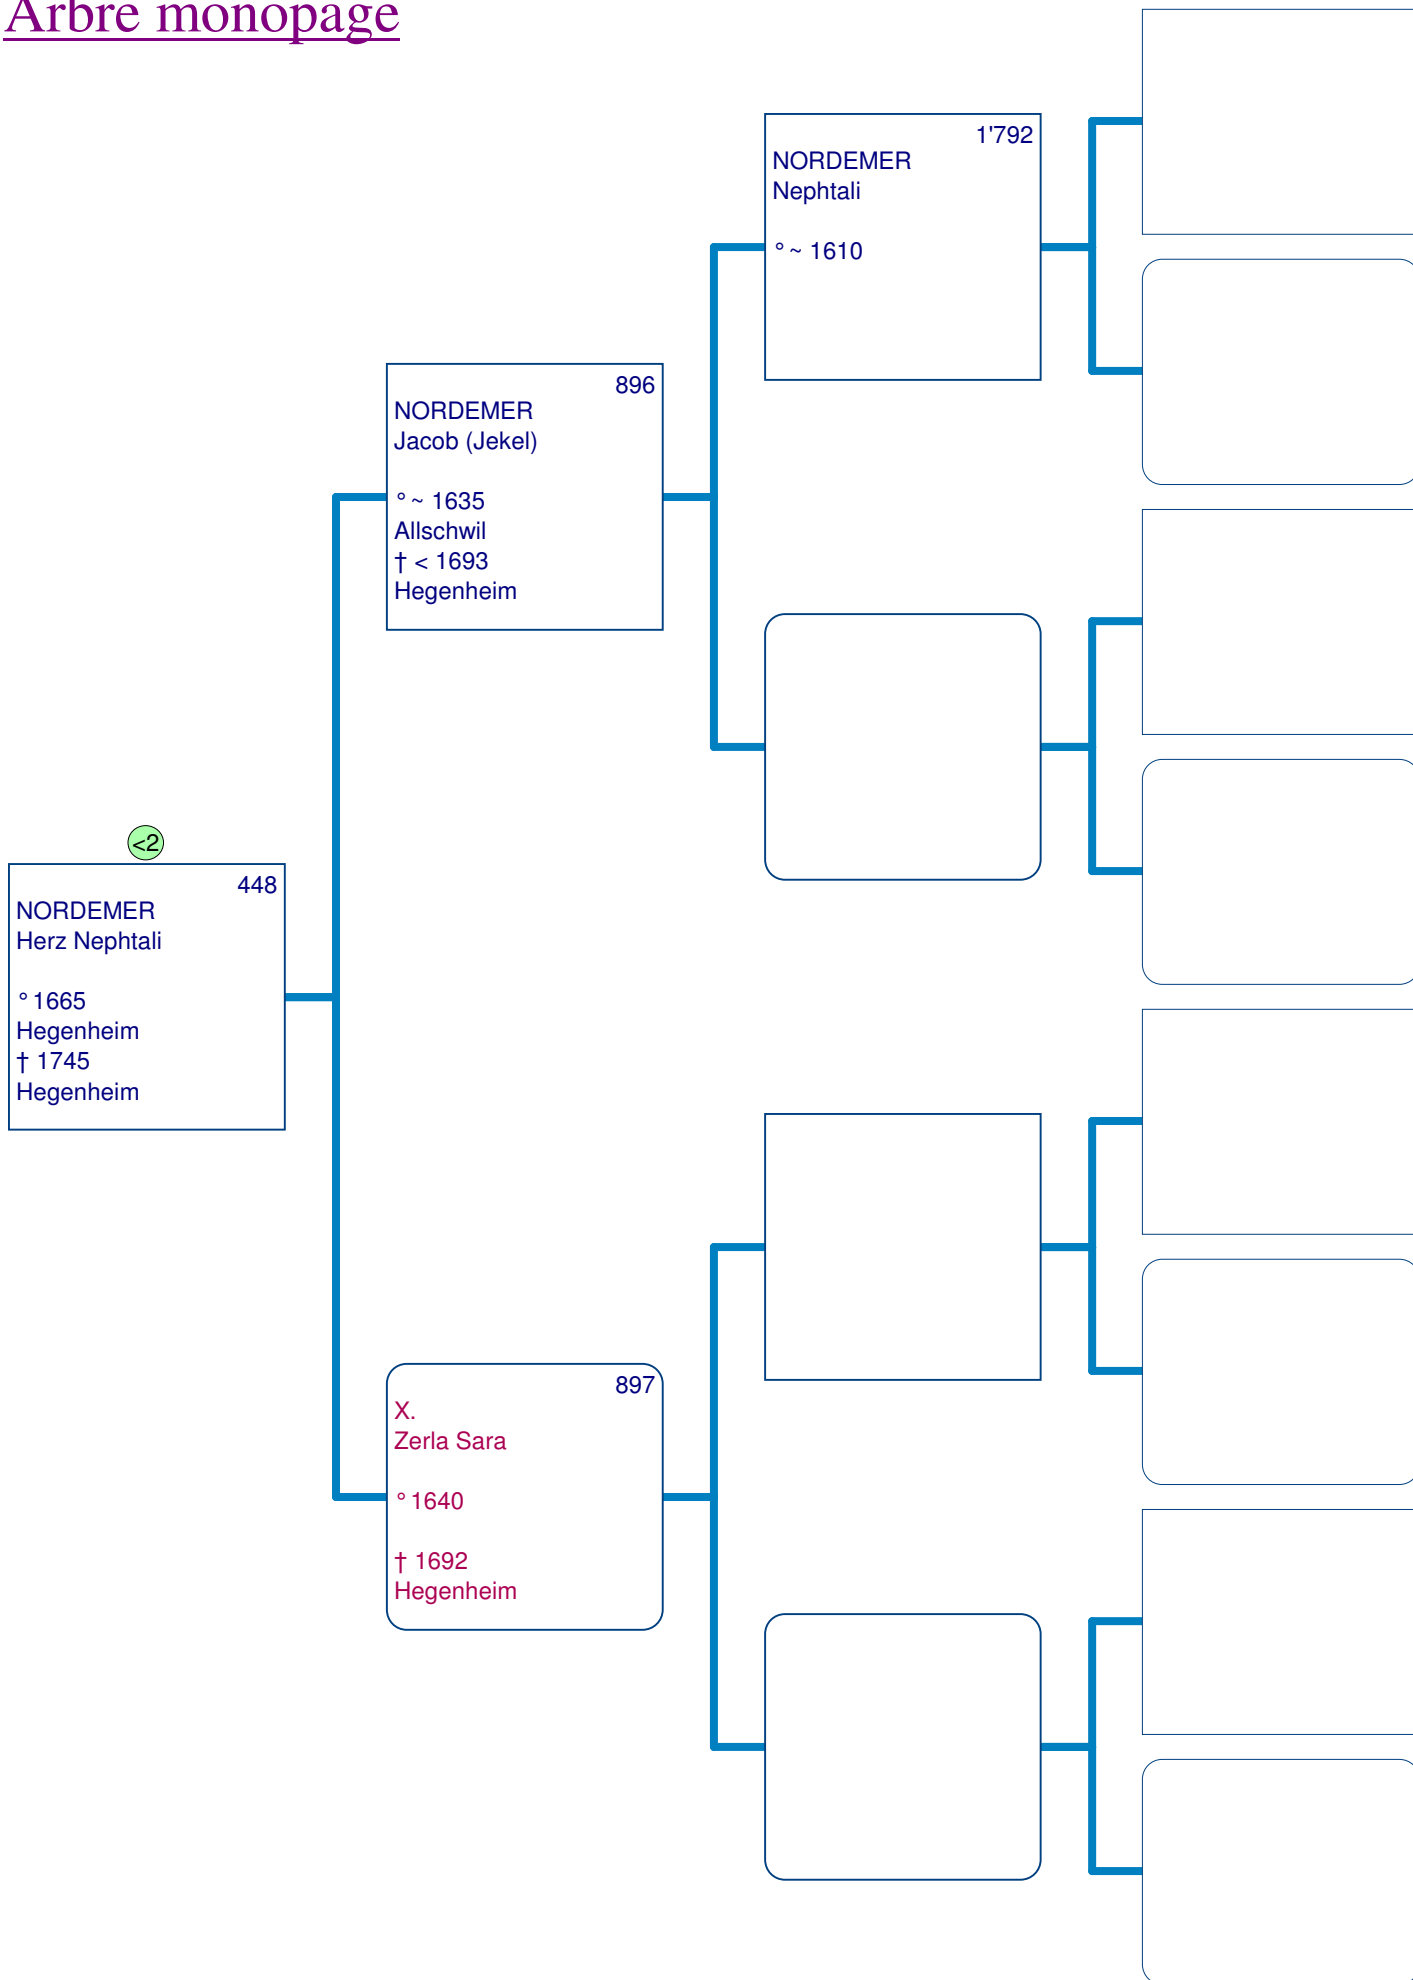 Arbre monopage
1'792
NORDEMER
Nephtali
° ~ 1610
896
NORDEMER
Jacob (Jekel)
° ~ 1635
Allschwil
† < 1693
Hegenheim
<2
448
NORDEMER
Herz Nephtali
° 1665
Hegenheim
† 1745
Hegenheim
897
X.
Zerla Sara
° 1640
† 1692
Hegenheim